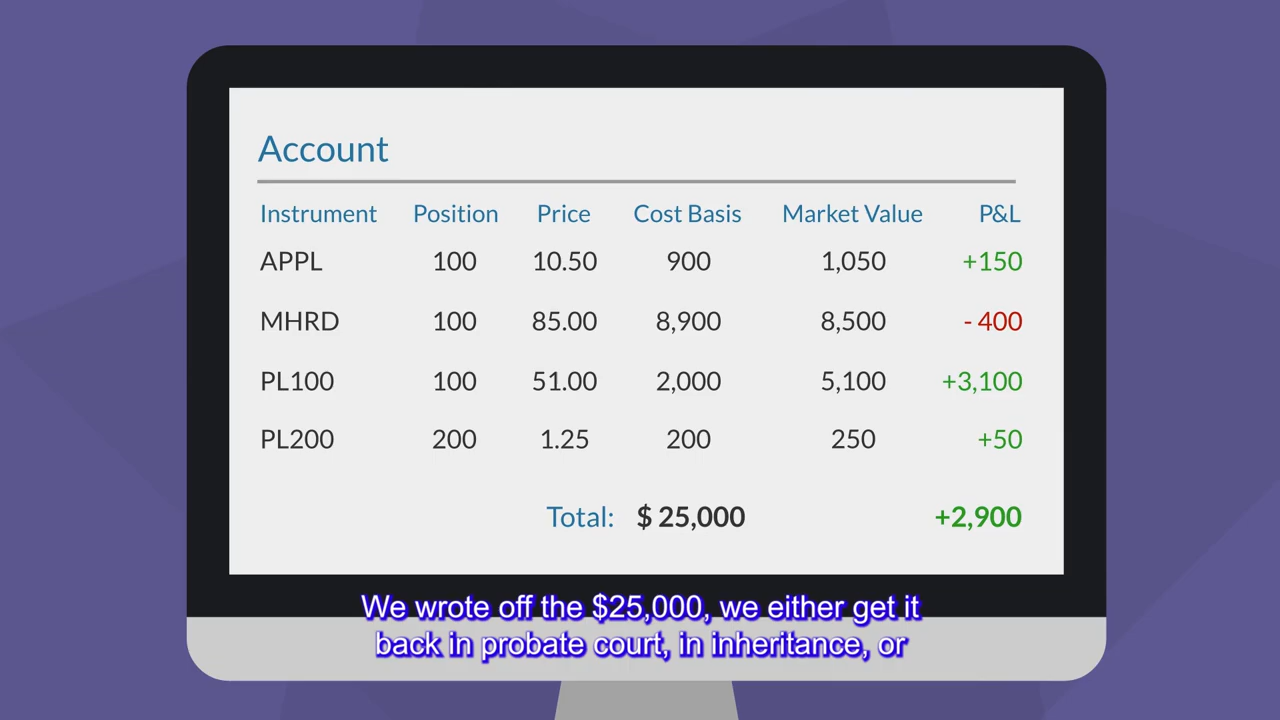 Account
Instrument Position Price Cost Basis Market Value P&L
APPL 100 10.50 900 1,050 +150
MHRD 100 85.00 8,900 8,500 - 400
PL100 100 51.00 2,000 5,100 +3,100
PL200 200 1.25 200 250 +50
Total: $ 25,000 +2,900
We wrote off the $25,000, we either get it
back in probate court, in inheritance, or